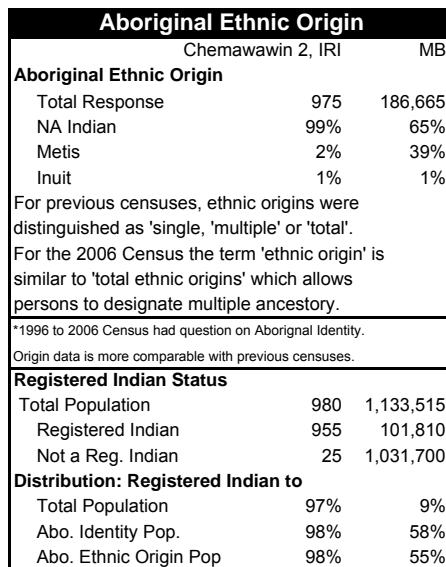 Aboriginal Ethnic Origin
Chemawawin 2, IRI MB
Aboriginal Ethnic Origin
Total Response 975 186,665
NA Indian 99% 65%
Metis 2% 39%
Inuit 1% 1%
For previous censuses, ethnic origins were
distinguished as 'single, 'multiple' or 'total'.
For the 2006 Census the term 'ethnic origin' is
similar to 'total ethnic origins' which allows
persons to designate multiple ancestory.
*1996 to 2006 Census had question on Aborignal Identity.
Origin data is more comparable with previous censuses.
Registered Indian Status
Total Population 980 1,133,515
Registered Indian 955 101,810
Not a Reg. Indian 25 1,031,700
Distribution: Registered Indian to
Total Population 97% 9%
Abo. Identity Pop. 98% 58%
Abo. Ethnic Origin Pop 98% 55%